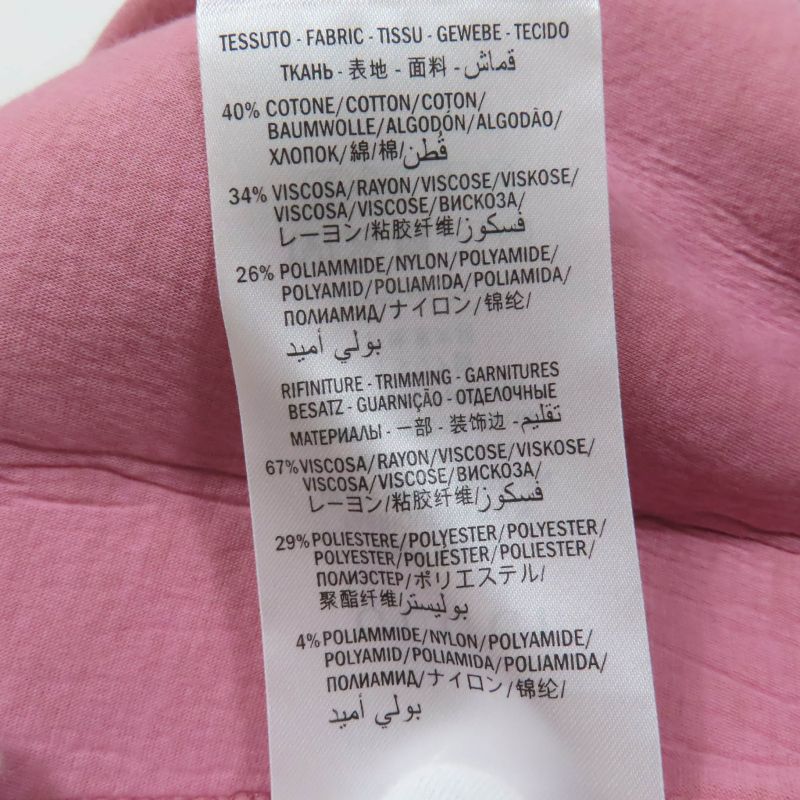 TESSUTO - FABRIC - TISSU - GEWEBE - TECIDO
ТКАНЬ - 表地 - 面料 - قماش
40% COTONE/COTTON/COTON/
BAUMWOLLE/ALGODÓN/ALGODÃO/
ХЛОПОК/綿/棉/قُطن
34% VISCOSA/RAYON/VISCOSE/VISKOSE/
VISCOSA/VISCOSE/ВИСКОЗА/
レーヨン/粘胶纤维/فسكوز
26% POLIAMMIDE/NYLON/POLYAMIDE/
POLYAMID/POLIAMIDA/POLIAMIDA/
ПОЛИАМИД/ナイロン/锦纶/
بولي أميد
RIFINITURE - TRIMMING - GARNITURES
BESATZ - GUARNIÇÃO - ОТДЕЛОЧНЫЕ
МАТЕРИАЛЫ - 一部 - 装饰边 - تقليم
67% VISCOSA/RAYON/VISCOSE/VISKOSE/
VISCOSA/VISCOSE/ВИСКОЗА/
レーヨン/粘胶纤维/فسكوز
29% POLIESTERE/POLYESTER/POLYESTER/
POLYESTER/POLIÉSTER/POLIÉSTER/
ПОЛИЭСТЕР/ポリエステル/
聚酯纤维/بوليستر
4% POLIAMMIDE/NYLON/POLYAMIDE/
POLYAMID/POLIAMIDA/POLIAMIDA/
ПОЛИАМИД/ナイロン/锦纶/
بولي أميد